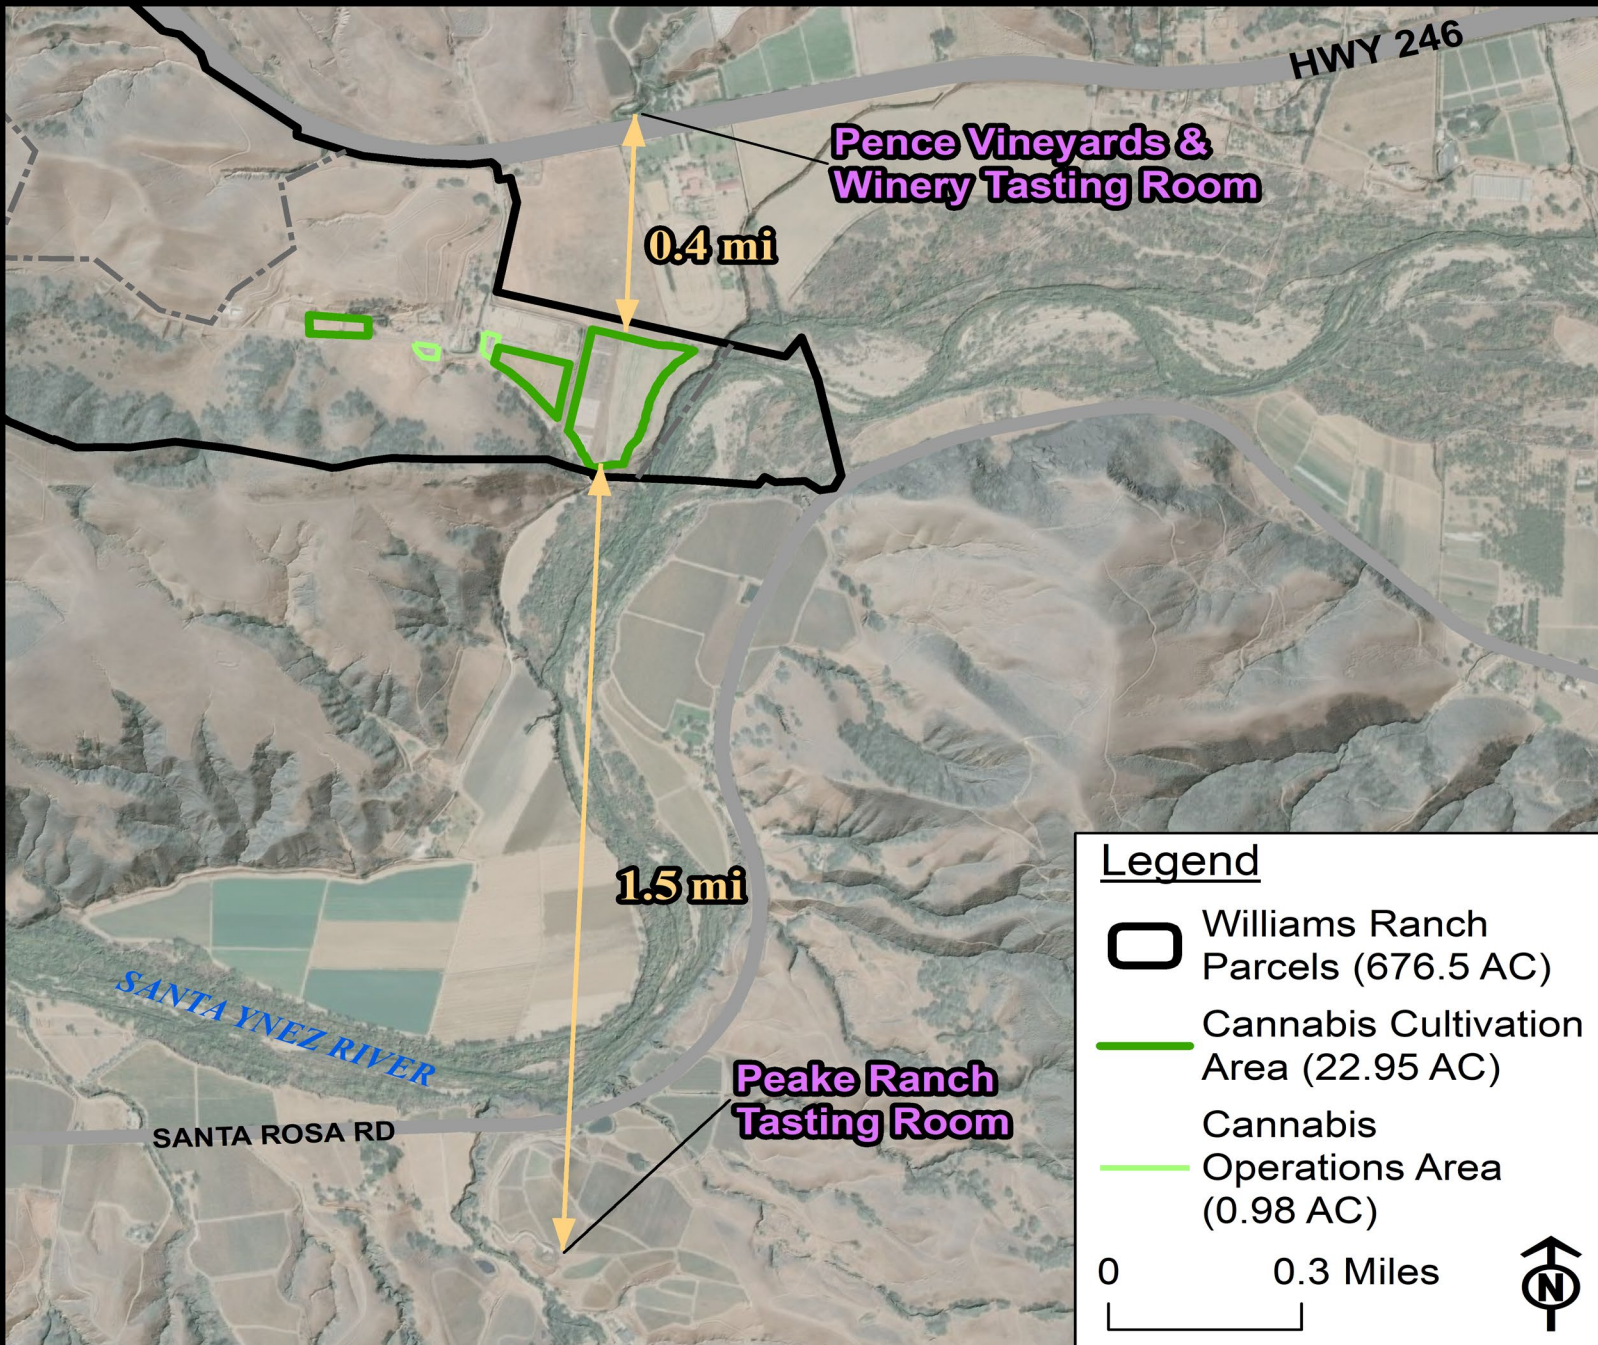 HWY 246
Pence Vineyards &
Winery Tasting Room
0.4 mi
1.5 mi
SANTA YNEZ RIVER
Peake Ranch
Tasting Room
SANTA ROSA RD
Legend
Williams Ranch
Parcels (676.5 AC)
Cannabis Cultivation
Area (22.95 AC)
Cannabis
Operations Area
(0.98 AC)
0 0.3 Miles
N